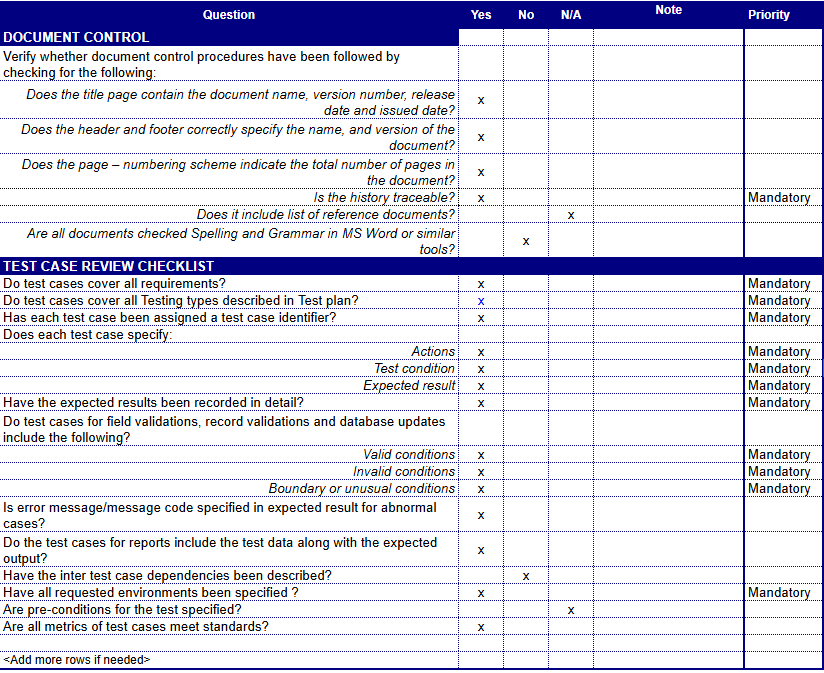 Question Yes No N/A Note Priority
DOCUMENT CONTROL
Verify whether document control procedures have been followed by
checking for the following:
Does the title page contain the document name, version number, release
date and issued date? x
Does the header and footer correctly specify the name, and version of the
document? x
Does the page – numbering scheme indicate the total number of pages in
the document? x
Is the history traceable? x Mandatory
Does it include list of reference documents? x
Are all documents checked Spelling and Grammar in MS Word or similar
tools? x
TEST CASE REVIEW CHECKLIST
Do test cases cover all requirements? x Mandatory
Do test cases cover all Testing types described in Test plan? x Mandatory
Has each test case been assigned a test case identifier? x Mandatory
Does each test case specify:
Actions x Mandatory
Test condition x Mandatory
Expected result x Mandatory
Have the expected results been recorded in detail? x Mandatory
Do test cases for field validations, record validations and database updates
include the following?
Valid conditions x Mandatory
Invalid conditions x Mandatory
Boundary or unusual conditions x Mandatory
Is error message/message code specified in expected result for abnormal
cases? x
Do the test cases for reports include the test data along with the expected
output? x
Have the inter test case dependencies been described? x
Have all requested environments been specified ? x Mandatory
Are pre-conditions for the test specified? x
Are all metrics of test cases meet standards? x
<Add more rows if needed>